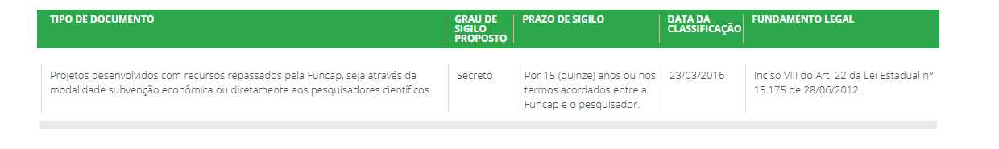 TIPO DE DOCUMENTO
GRAU DE
SIGILO
PROPOSTO
PRAZO DE SIGILO
DATA DA
CLASSIFICAÇÃO
FUNDAMENTO LEGAL
Projetos desenvolvidos com recursos repassados pela Funcap, seja através da
modalidade subvenção econômica ou diretamente aos pesquisadores científicos.
Secreto
Por 15 (quinze) anos ou nos
termos acordados entre a
Funcap e o pesquisador.
23/03/2016
Inciso VIII do Art. 22 da Lei Estadual nº
15.175 de 28/06/2012.